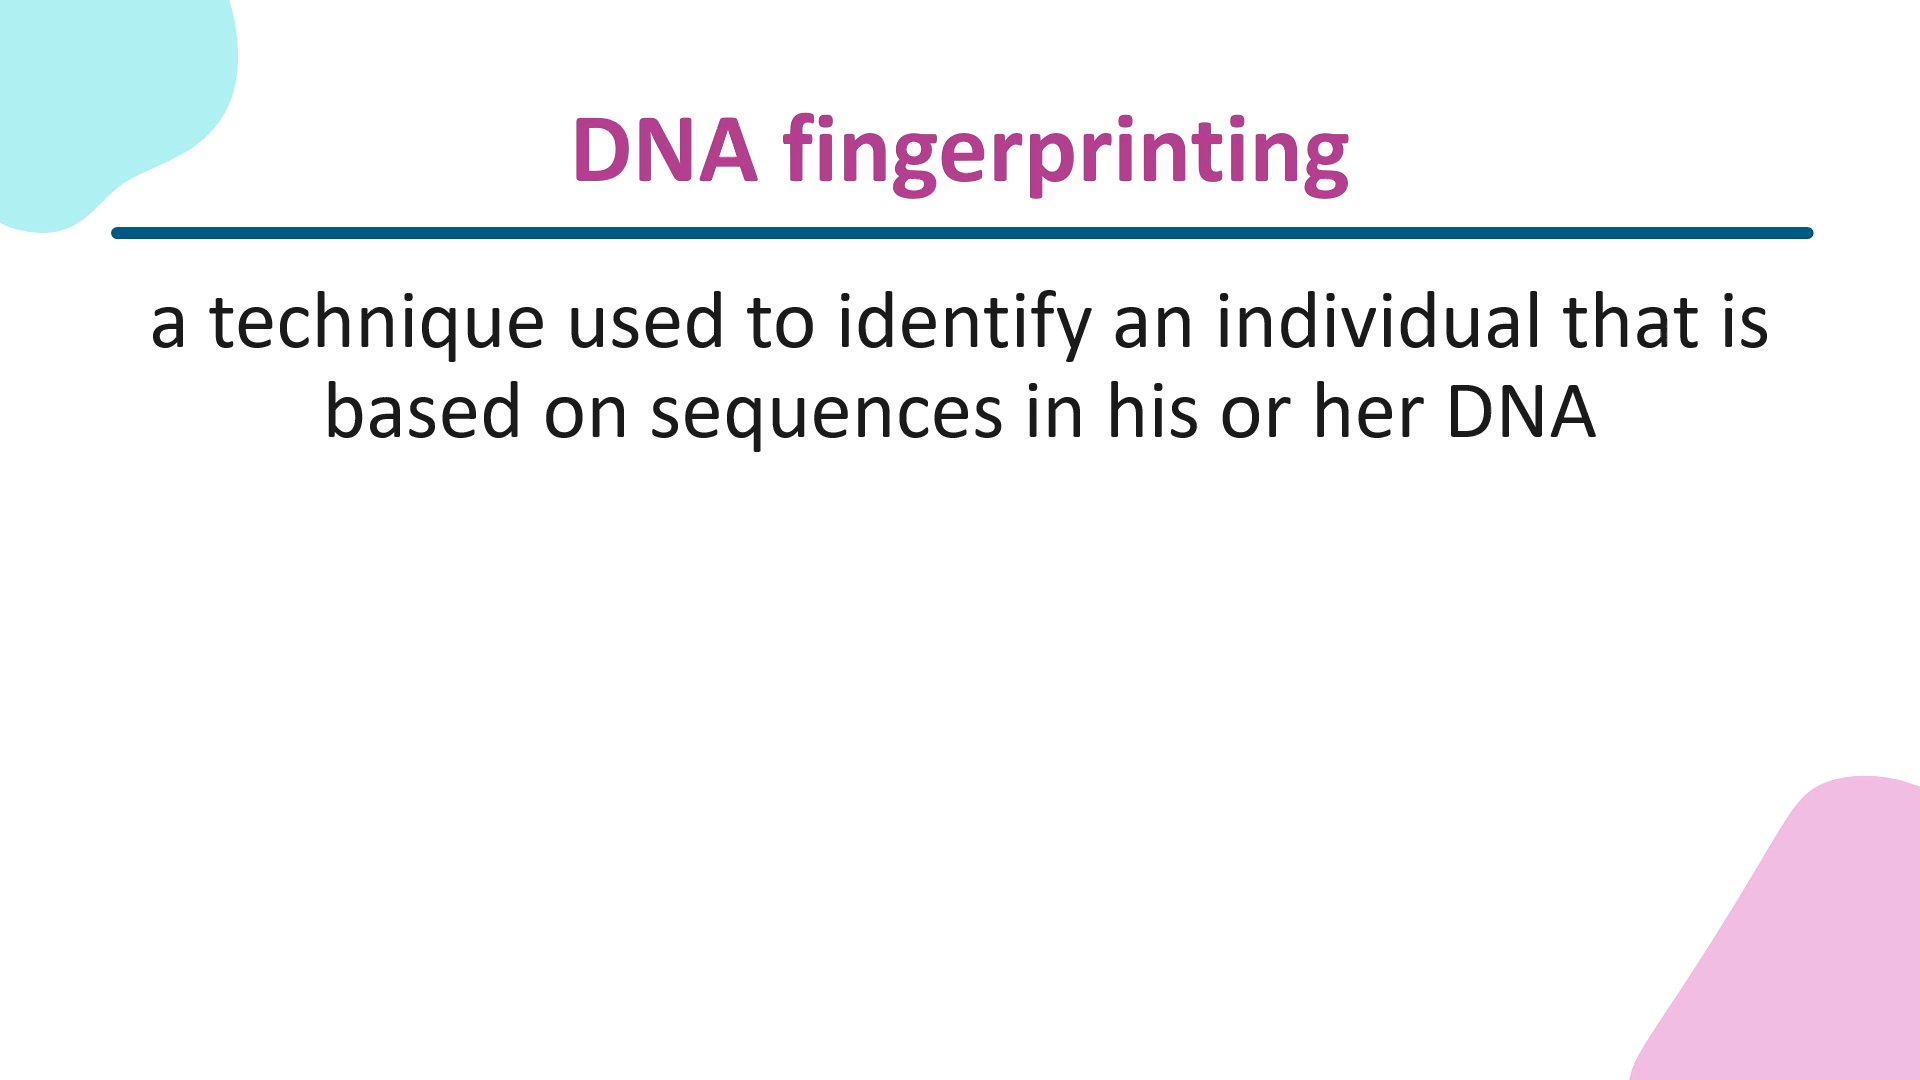 DNA fingerprinting
a technique used to identify an individual that is
based on sequences in his or her DNA